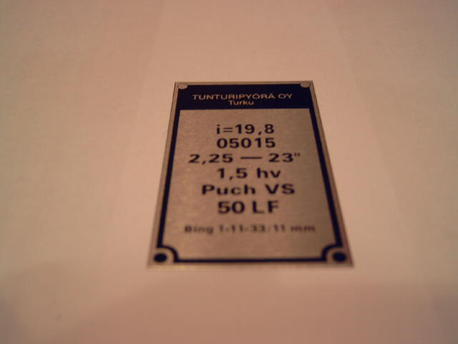 TUNTURIPYÖRÄ OY
Turku
i=19,8
05015
2,25 — 23"
1,5 hv
Puch VS
50 LF
Bing 1-11-33/11 mm